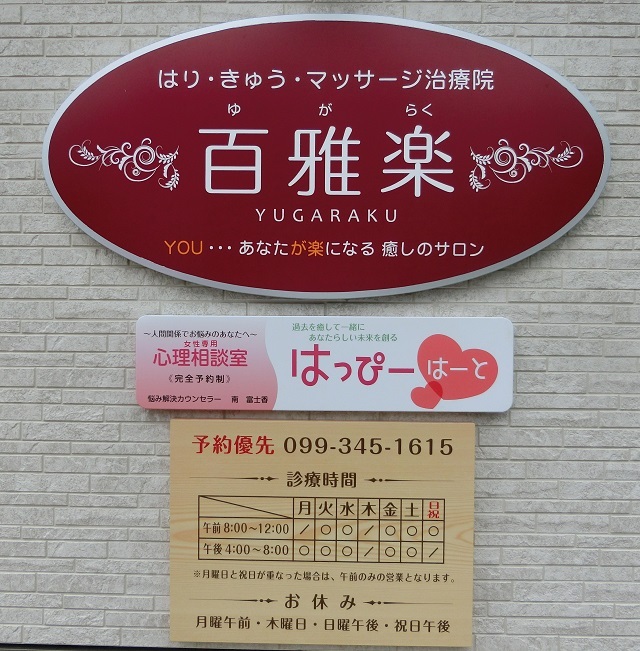 はり・きゅう・マッサージ治療院
ゆ が らく
百雅楽
YUGARAKU
YOU・・・あなたが楽になる 癒しのサロン
～人間関係でお悩みのあなたへ～
女性専用
心理相談室
《完全予約制》
悩み解決カウンセラー 南 富士香
過去を癒して一緒に
あなたらしい未来を創る
はっぴーはーと
予約優先 099-345-1615
診療時間
月 火 水 木 金 土 日祝
午前 8:00～12:00 ／ ○ ○ ／ ○ ○ ○
午後 4:00～8:00 ○ ○ ○ ／ ○ ○ ／
※月曜日と祝日が重なった場合は、午前のみの営業となります。
お休み
月曜午前・木曜日・日曜午後・祝日午後